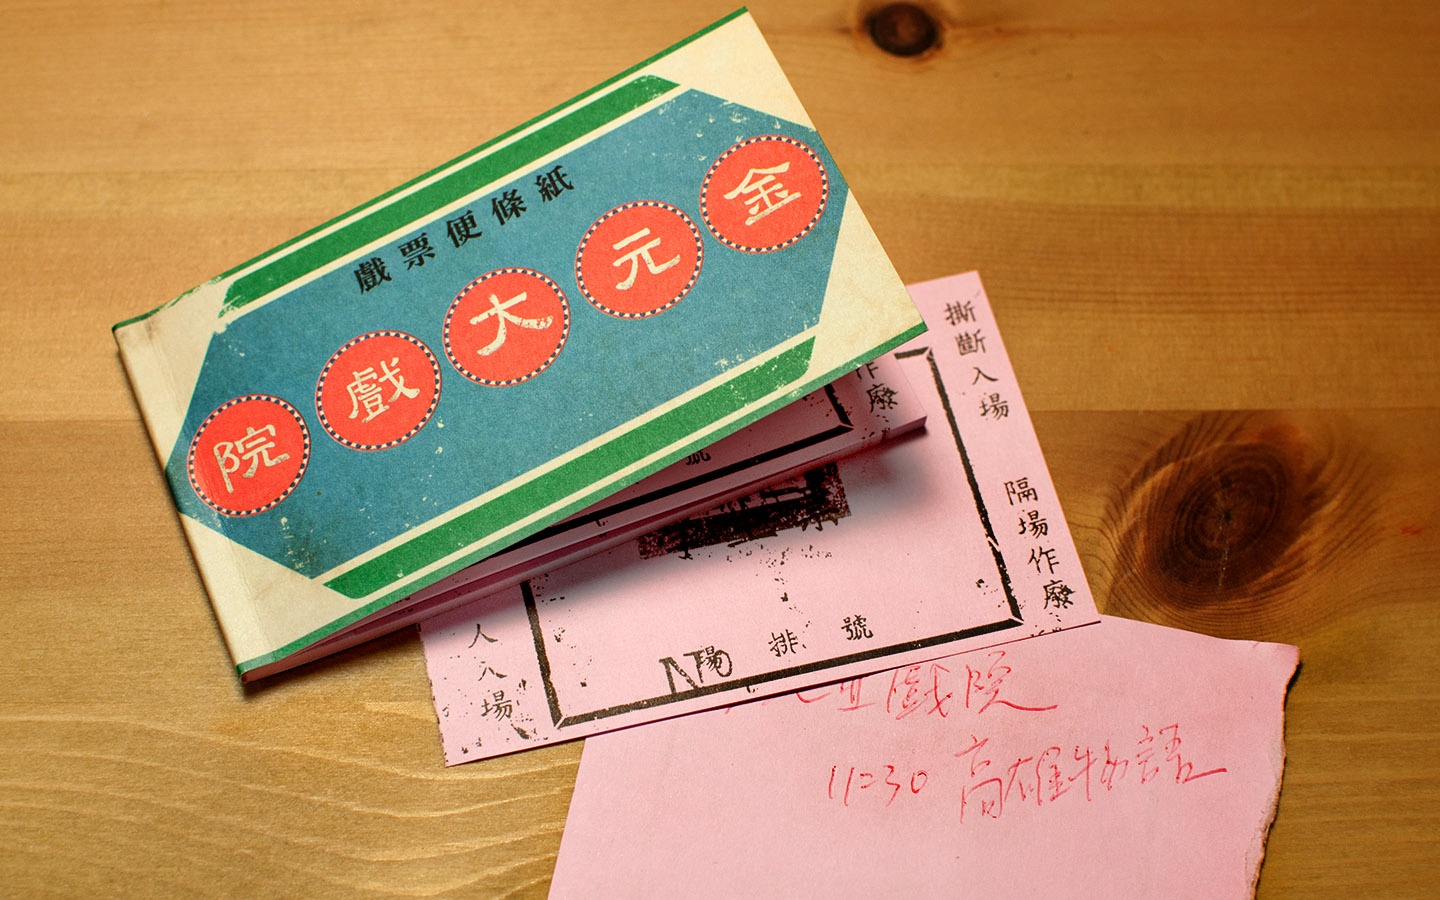 戲票便條紙
金元大戲院
撕斷入場
隔場作廢
作廢
號
人入場
NO 場 排 號
戲院
11:30 高雄物語